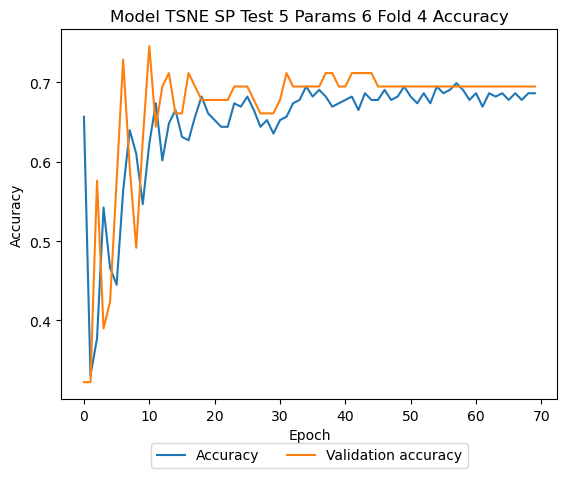 Model TSNE SP Test 5 Params 6 Fold 4 Accuracy
Accuracy
0.7
0.6
0.5
0.4
0 10 20 30 40 50 60 70
Epoch
Accuracy Validation accuracy